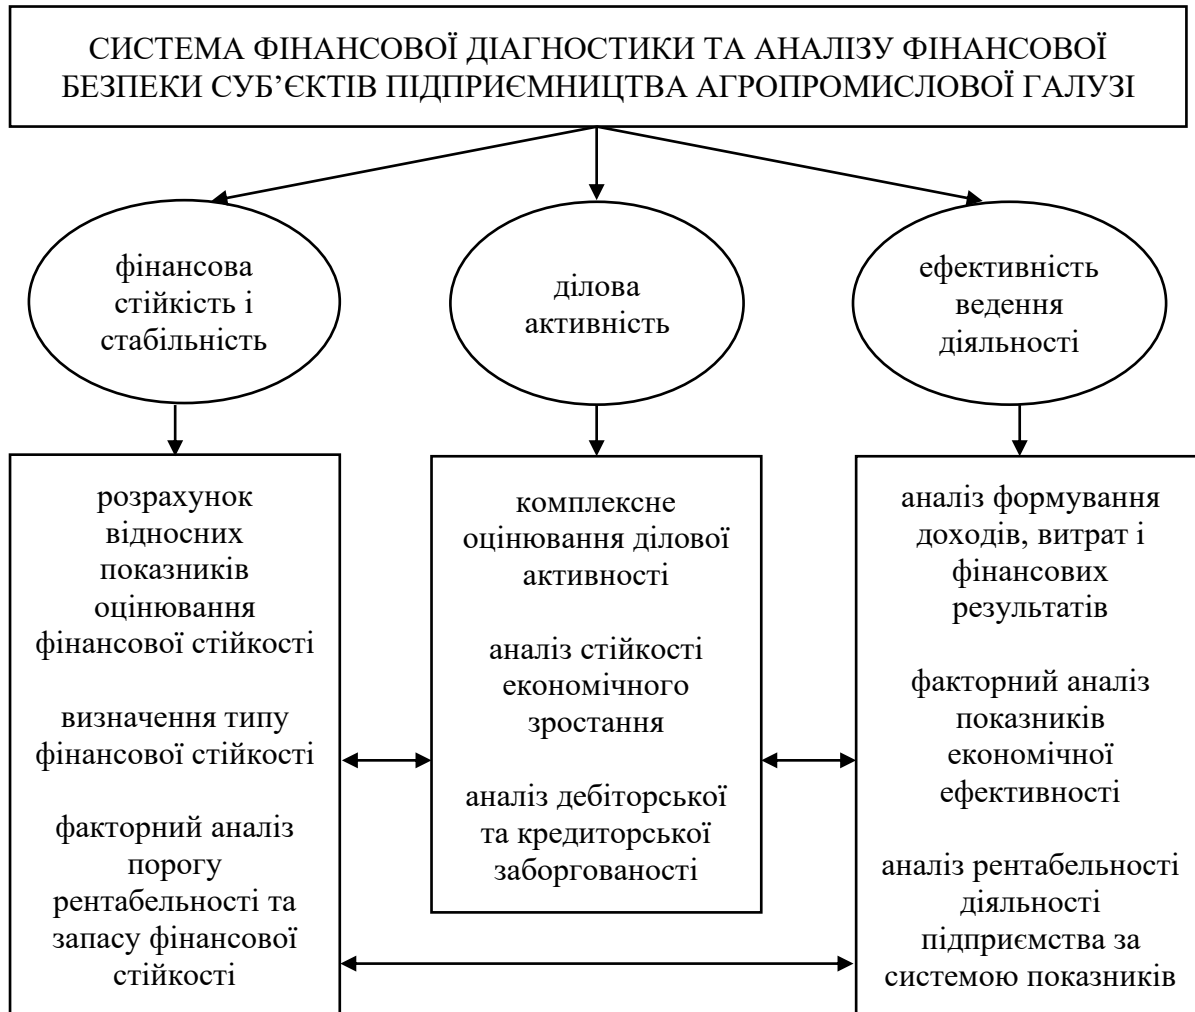 СИСТЕМА ФІНАНСОВОЇ ДІАГНОСТИКИ ТА АНАЛІЗУ ФІНАНСОВОЇ
БЕЗПЕКИ СУБ’ЄКТІВ ПІДПРИЄМНИЦТВА АГРОПРОМИСЛОВОЇ ГАЛУЗІ
фінансова
стійкість і
стабільність
ділова
активність
ефективність
ведення
діяльності
розрахунок
відносних
показників
оцінювання
фінансової стійкості
визначення типу
фінансової стійкості
факторний аналіз
порогу
рентабельності та
запасу фінансової
стійкості
комплексне
оцінювання ділової
активності
аналіз стійкості
економічного
зростання
аналіз дебіторської
та кредиторської
заборгованості
аналіз формування
доходів, витрат і
фінансових
результатів
факторний аналіз
показників
економічної
ефективності
аналіз рентабельності
діяльності
підприємства за
системою показників